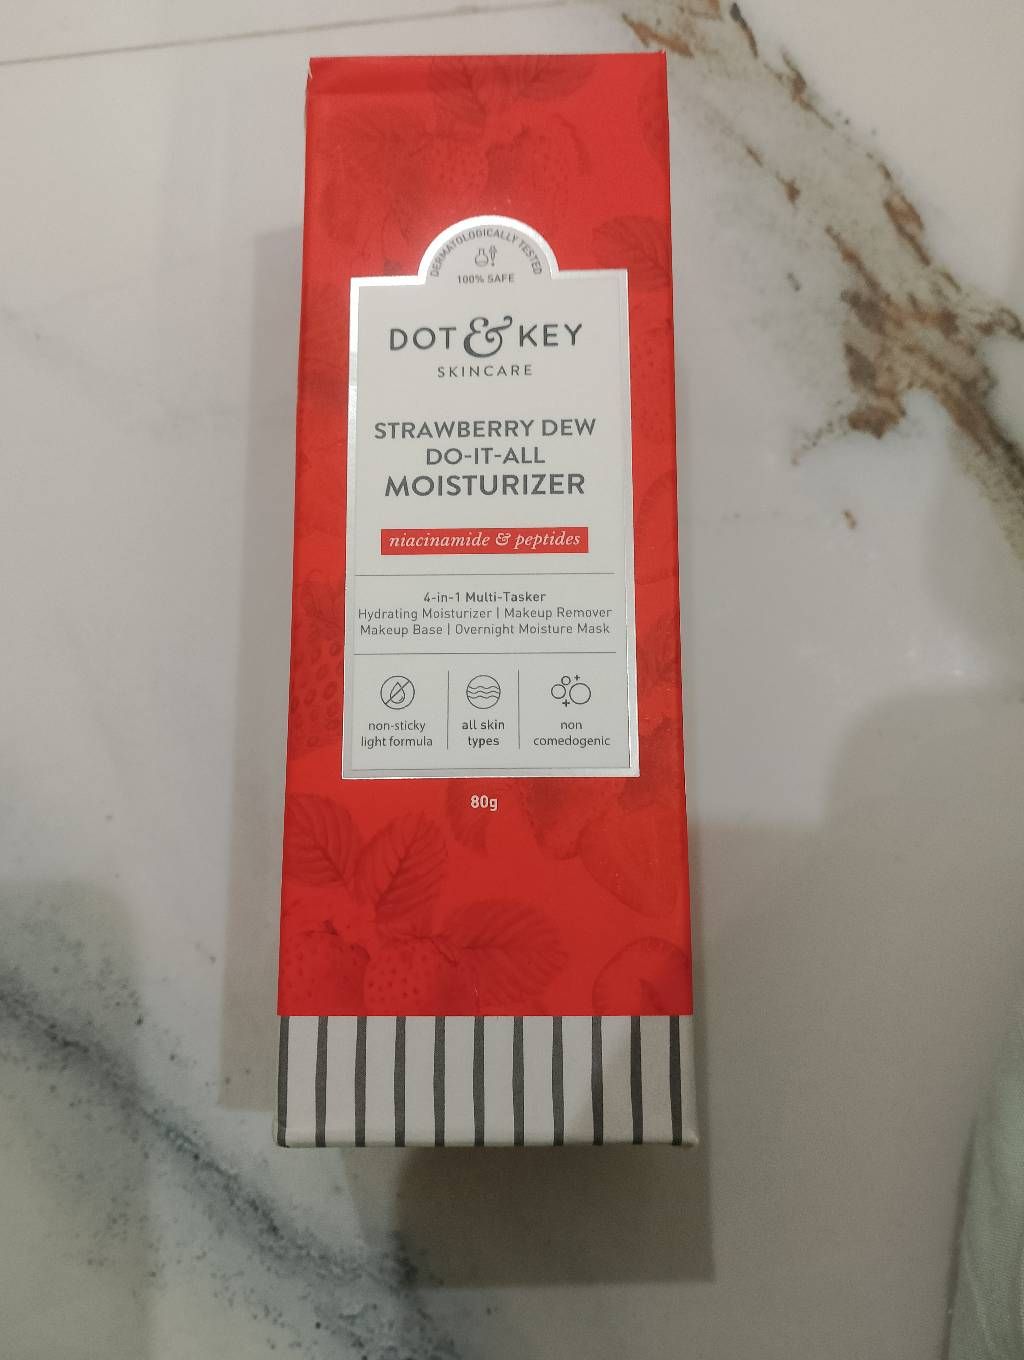 DERMATOLOGICALLY TESTED
100% SAFE
DOT & KEY
SKINCARE
STRAWBERRY DEW
DO-IT-ALL
MOISTURIZER
niacinamide & peptides
4-in-1 Multi-Tasker
Hydrating Moisturizer | Makeup Remover
Makeup Base | Overnight Moisture Mask
non-sticky
light formula
all skin
types
non
comedogenic
80g